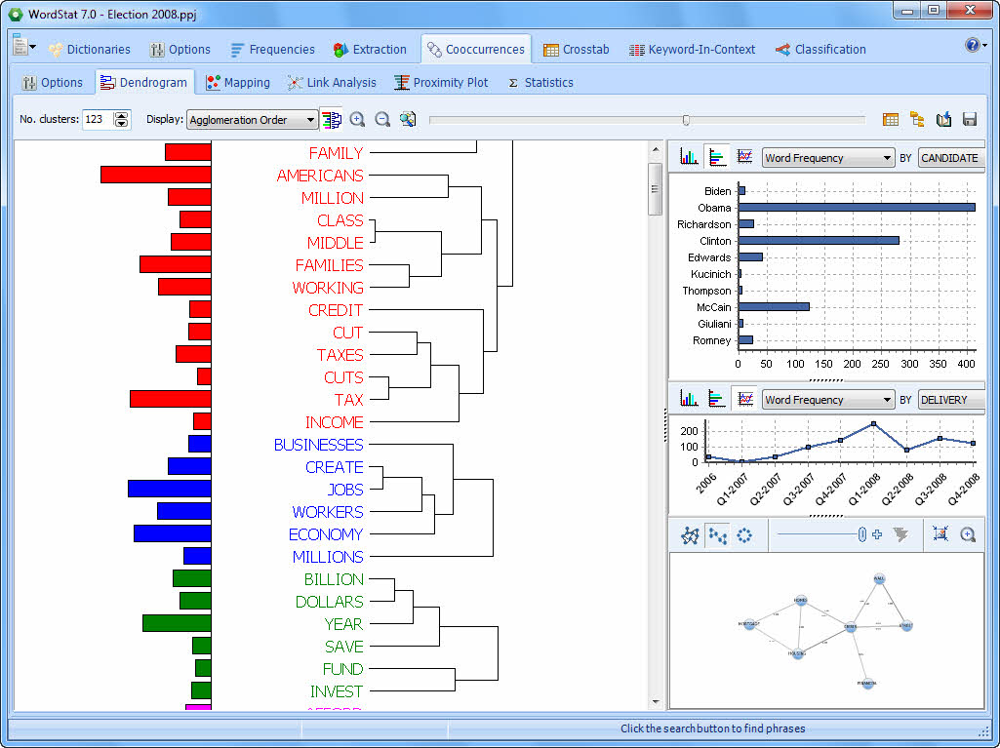 WordStat 7.0 - Election 2008.ppj
Dictionaries Options Frequencies Extraction Cooccurrences Crosstab Keyword-In-Context Classification
Options Dendrogram Mapping Link Analysis Proximity Plot Σ Statistics
No. clusters: 123 Display: Agglomeration Order
FAMILY
AMERICANS
MILLION
CLASS
MIDDLE
FAMILIES
WORKING
CREDIT
CUT
TAXES
CUTS
TAX
INCOME
BUSINESSES
CREATE
JOBS
WORKERS
ECONOMY
MILLIONS
BILLION
DOLLARS
YEAR
SAVE
FUND
INVEST
AFFORD
Word Frequency BY CANDIDATE
Biden
Obama
Richardson
Clinton
Edwards
Kucinich
Thompson
McCain
Giuliani
Romney
0 50 100 150 200 250 300 350 400
Word Frequency BY DELIVERY
200
100
0
2006 Q1-2007 Q2-2007 Q3-2007 Q4-2007 Q1-2008 Q2-2008 Q3-2008 Q4-2008
WALL
HOMES
MORTGAGE
CRISIS
STREET
HOUSING
FINANCIAL
Click the search button to find phrases